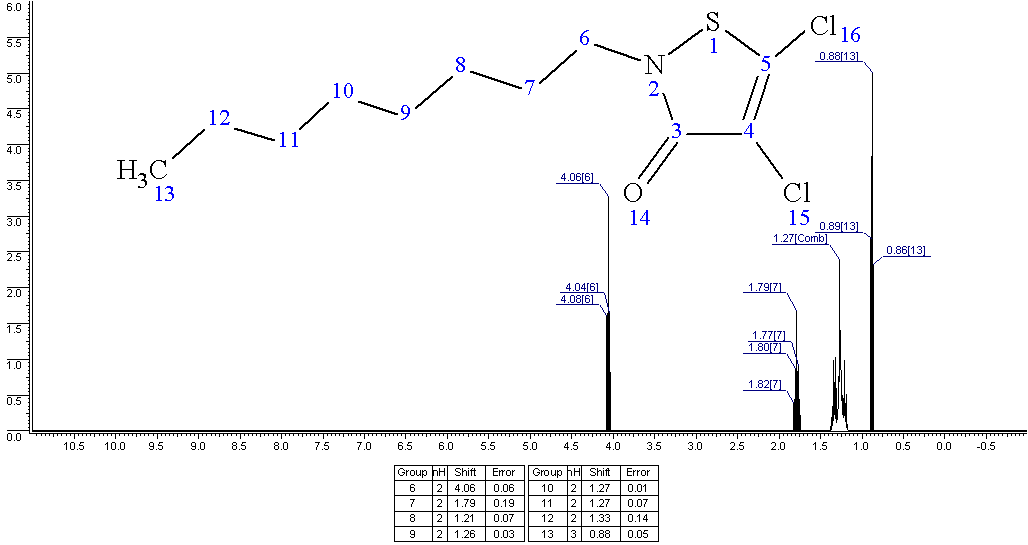 6.0
5.5
5.0
4.5
4.0
3.5
3.0
2.5
2.0
1.5
1.0
0.5
0.0
S
1
Cl 16
6
N
2
5
8
7
10
9
12
11
3
4
H3C
13
O
14
Cl
15
0.88[13]
4.06[6]
0.89[13]
1.27[Comb]
0.86[13]
4.04[6]
4.08[6]
1.79[7]
1.77[7]
1.80[7]
1.82[7]
10.5 10.0 9.5 9.0 8.5 8.0 7.5 7.0 6.5 6.0 5.5 5.0 4.5 4.0 3.5 3.0 2.5 2.0 1.5 1.0 0.5 0.0 -0.5
Group nH Shift Error Group nH Shift Error
6 2 4.06 0.06 10 2 1.27 0.01
7 2 1.79 0.19 11 2 1.27 0.07
8 2 1.21 0.07 12 2 1.33 0.14
9 2 1.26 0.03 13 3 0.88 0.05